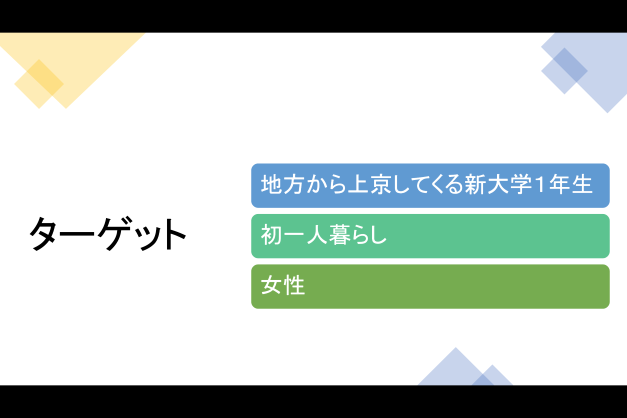 ターゲット
地方から上京してくる新大学１年生
初一人暮らし
女性